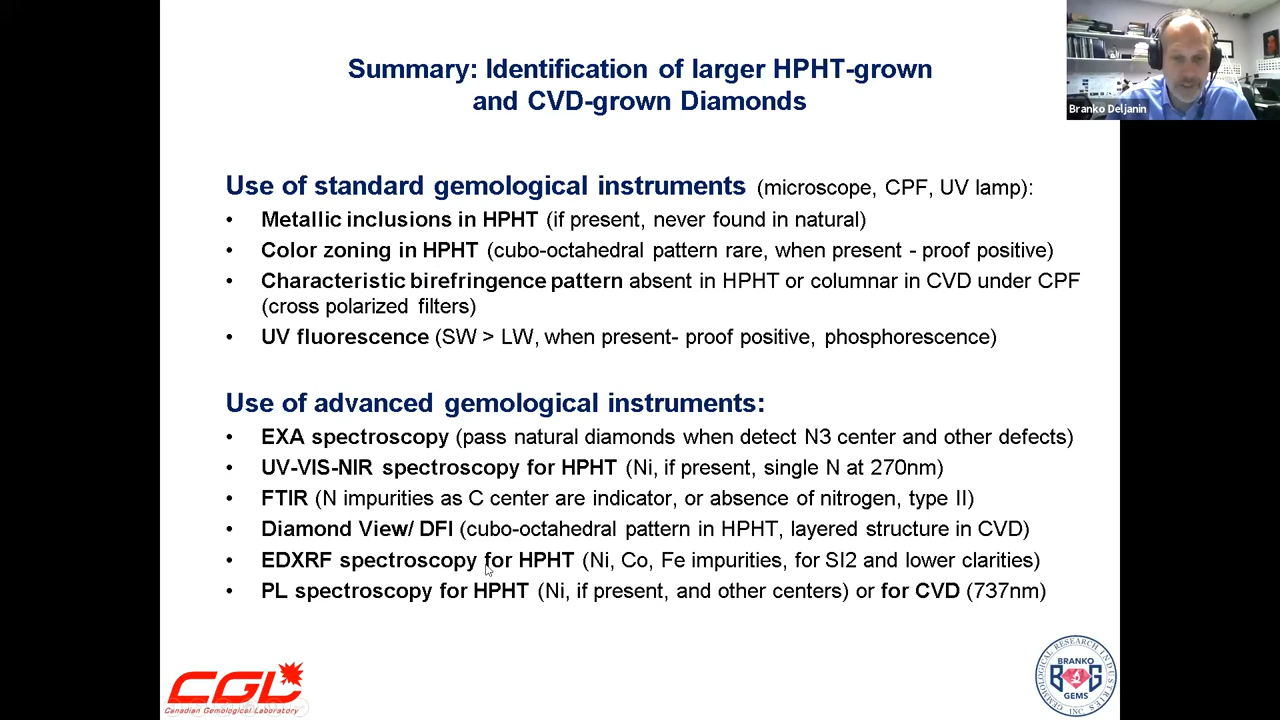 Summary: Identification of larger HPHT-grown
and CVD-grown Diamonds
Branko Deljanin
Use of standard gemological instruments (microscope, CPF, UV lamp):
• Metallic inclusions in HPHT (if present, never found in natural)
• Color zoning in HPHT (cubo-octahedral pattern rare, when present - proof positive)
• Characteristic birefringence pattern absent in HPHT or columnar in CVD under CPF
(cross polarized filters)
• UV fluorescence (SW > LW, when present- proof positive, phosphorescence)
Use of advanced gemological instruments:
• EXA spectroscopy (pass natural diamonds when detect N3 center and other defects)
• UV-VIS-NIR spectroscopy for HPHT (Ni, if present, single N at 270nm)
• FTIR (N impurities as C center are indicator, or absence of nitrogen, type II)
• Diamond View/ DFI (cubo-octahedral pattern in HPHT, layered structure in CVD)
• EDXRF spectroscopy for HPHT (Ni, Co, Fe impurities, for SI2 and lower clarities)
• PL spectroscopy for HPHT (Ni, if present, and other centers) or for CVD (737nm)
CGL
Canadian Gemological Laboratory
GEMOLOGICAL RESEARCH INDUSTRIES INC.
BRANKO
B G
GEMS